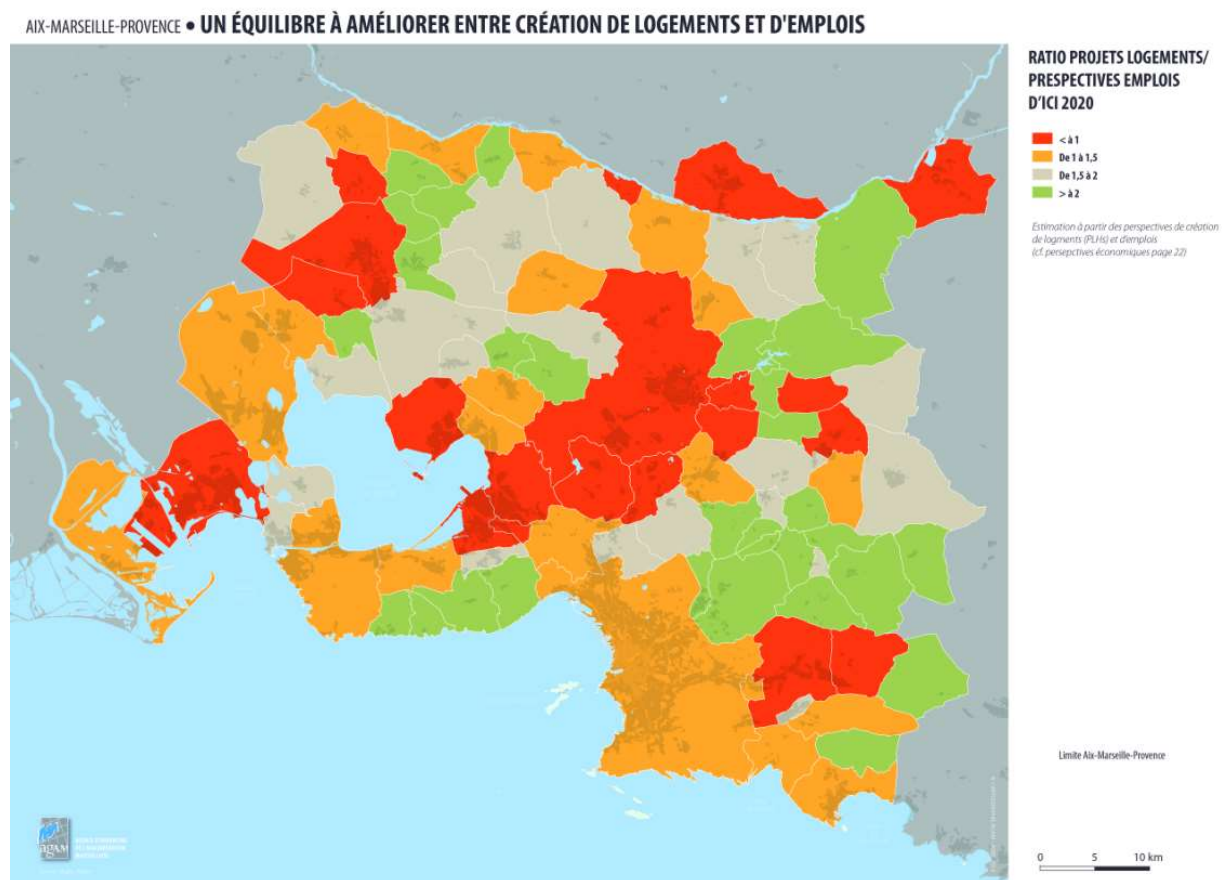 AIX-MARSEILLE-PROVENCE • UN ÉQUILIBRE À AMÉLIORER ENTRE CRÉATION DE LOGEMENTS ET D'EMPLOIS
RATIO PROJETS LOGEMENTS/
PRESPECTIVES EMPLOIS
D'ICI 2020
< à 1
De 1 à 1,5
De 1,5 à 2
> à 2
Estimation à partir des perspectives de création
de logments (PLHs) et d'emplois
(cf. persepctives économiques page 22)
Limite Aix-Marseille-Provence
0 5 10 km
agAM